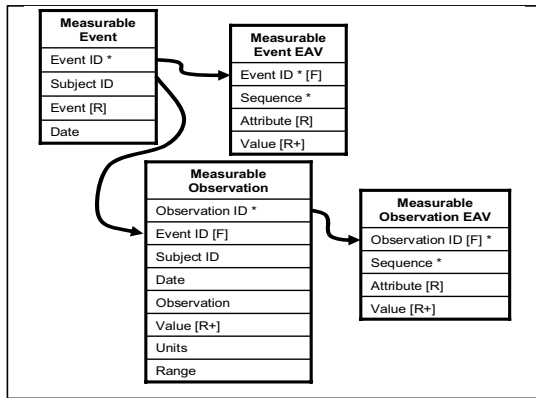 Measurable
Event
Event ID *
Subject ID
Event [R]
Date
Measurable
Event EAV
Event ID * [F]
Sequence *
Attribute [R]
Value [R+]
Measurable
Observation
Observation ID *
Event ID [F]
Subject ID
Date
Observation
Value [R+]
Units
Range
Measurable
Observation EAV
Observation ID [F] *
Sequence *
Attribute [R]
Value [R+]